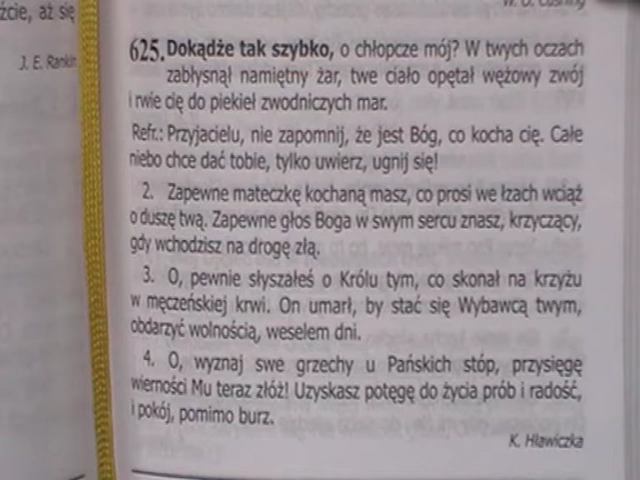 źcie, aż się
J. E. Rankin
625. Dokądże tak szybko, o chłopcze mój? W twych oczach
zabłysnął namiętny żar, twe ciało opętał wężowy zwój
i rwie cię do piekieł zwodniczych mar.
Refr.: Przyjacielu, nie zapomnij, że jest Bóg, co kocha cię. Całe
niebo chce dać tobie, tylko uwierz, ugnij się!
2. Zapewne mateczkę kochaną masz, co prosi we łzach wciąż
o duszę twą. Zapewne głos Boga w swym sercu znasz, krzyczący,
gdy wchodzisz na drogę złą.
3. O, pewnie słyszałeś o Królu tym, co skonał na krzyżu
w męczeńskiej krwi. On umarł, by stać się Wybawcą twym,
obdarzyć wolnością, weselem dni.
4. O, wyznaj swe grzechy u Pańskich stóp, przysięgę
wierności Mu teraz złóż! Uzyskasz potęgę do życia prób i radość,
i pokój, pomimo burz.
K. Hławiczka